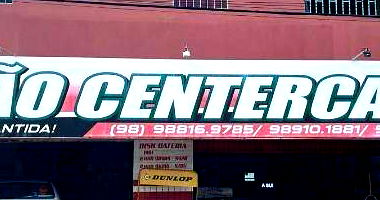 ÃO CENTERCA
ANTIDA! (98) 98816.9785/ 98910.1881/
DISK BATERIA
DUNLOP